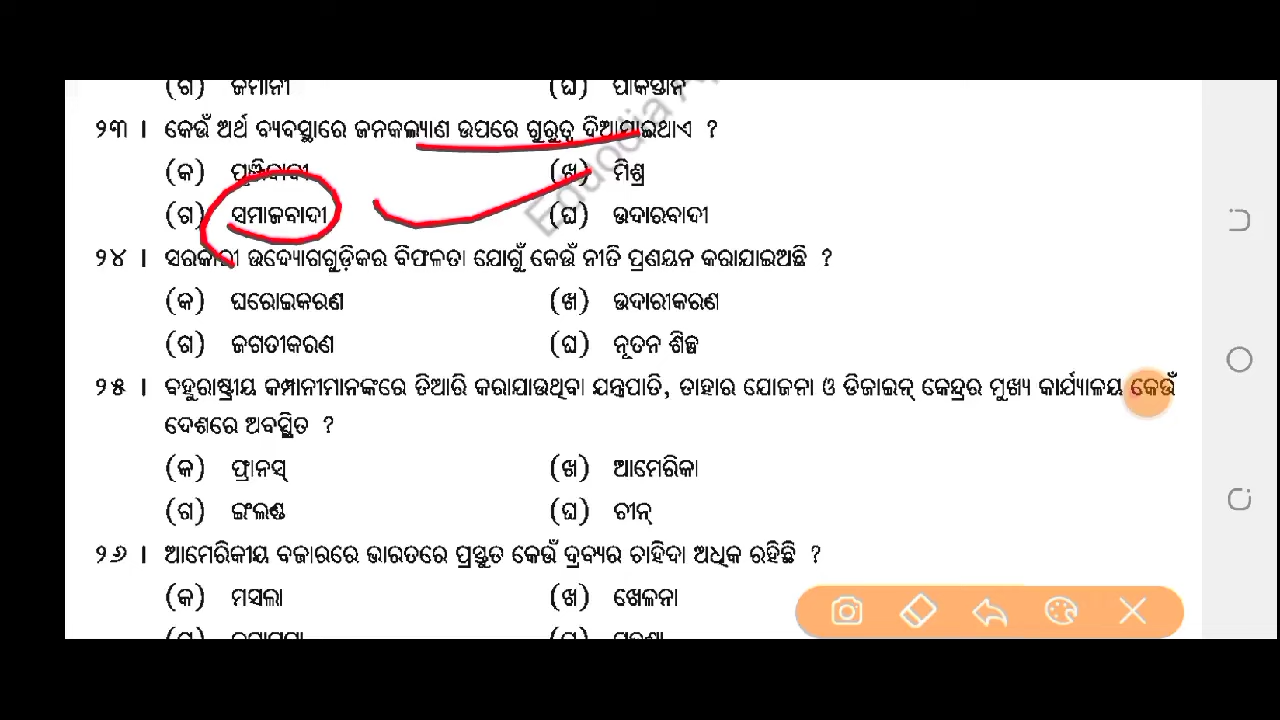 (ଗ) ଜର୍ମାନୀ (ଘ) ପାକିସ୍ତାନ
୨୩ । କେଉଁ ଅର୍ଥ ବ୍ୟବସ୍ଥାରେ ଜନକଲ୍ୟାଣ ଉପରେ ଗୁରୁତ୍ବ ଦିଆଯାଇଥାଏ ?
(କ) ପୁଞ୍ଜିବାଦୀ (ଖ) ମିଶ୍ର
(ଗ) ସମାଜବାଦୀ (ଘ) ଉଦାରବାଦୀ
୨୪ । ସରକାରୀ ଉଦ୍ୟୋଗଗୁଡ଼ିକର ବିଫଳତା ଯୋଗୁଁ କେଉଁ ନୀତି ପ୍ରଣୟନ କରାଯାଇଅଛି ?
(କ) ଘରୋଇକରଣ (ଖ) ଉଦାରୀକରଣ
(ଗ) ଜଗତୀକରଣ (ଘ) ନୂତନ ଶିଳ୍ପ
୨୫ । ବହୁରାଷ୍ଟ୍ରୀୟ କମ୍ପାନୀମାନଙ୍କରେ ତିଆରି କରାଯାଉଥିବା ଯନ୍ତ୍ରପାତି, ତାହାର ଯୋଜନା ଓ ଡିଜାଇନ୍ କେନ୍ଦ୍ରର ମୁଖ୍ୟ କାର୍ଯ୍ୟାଳୟ କେଉଁ
ଦେଶରେ ଅବସ୍ଥିତ ?
(କ) ଫ୍ରାନସ୍ (ଖ) ଆମେରିକା
(ଗ) ଇଂଲଣ୍ଡ (ଘ) ଚୀନ୍
୨୬ । ଆମେରିକୀୟ ବଜାରରେ ଭାରତରେ ପ୍ରସ୍ତୁତ କେଉଁ ଦ୍ରବ୍ୟର ଚାହିଦା ଅଧିକ ରହିଛି ?
(କ) ମସଲା (ଖ) ଖେଳନା